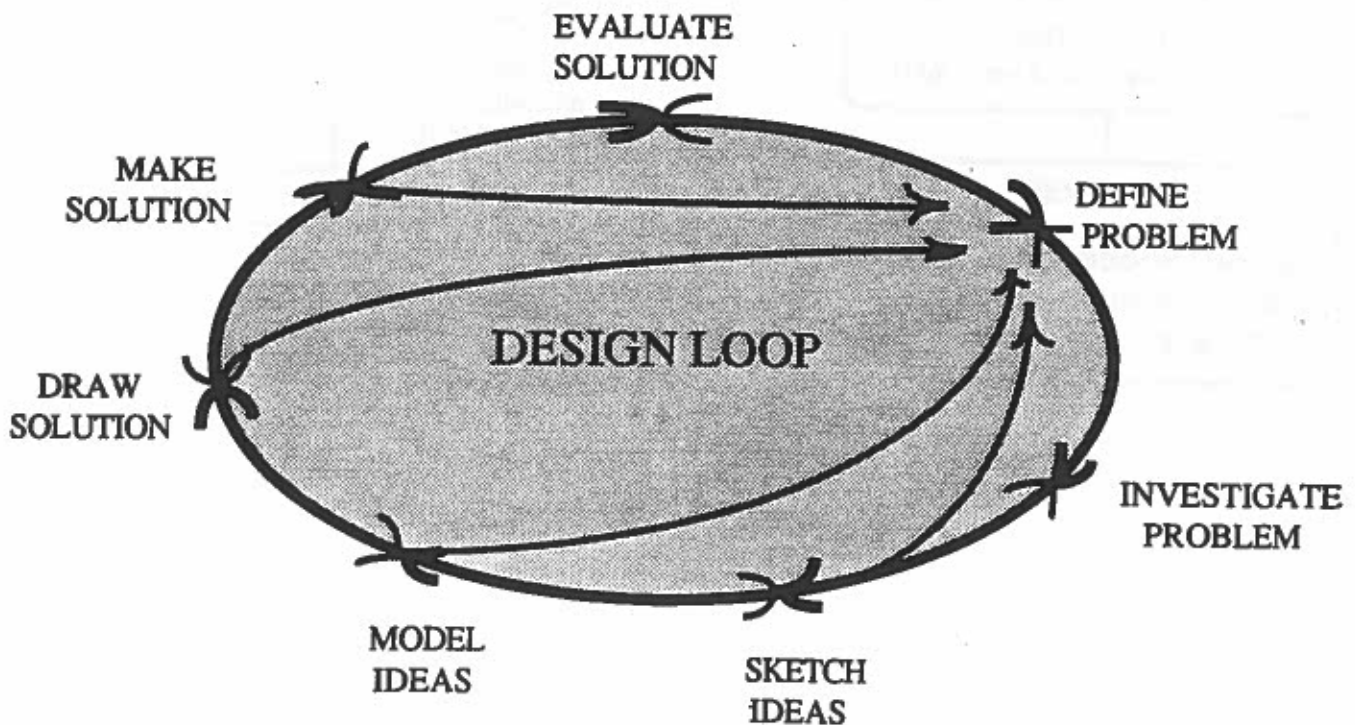 EVALUATE
SOLUTION
MAKE
SOLUTION
DEFINE
PROBLEM
DESIGN LOOP
DRAW
SOLUTION
INVESTIGATE
PROBLEM
MODEL
IDEAS
SKETCH
IDEAS